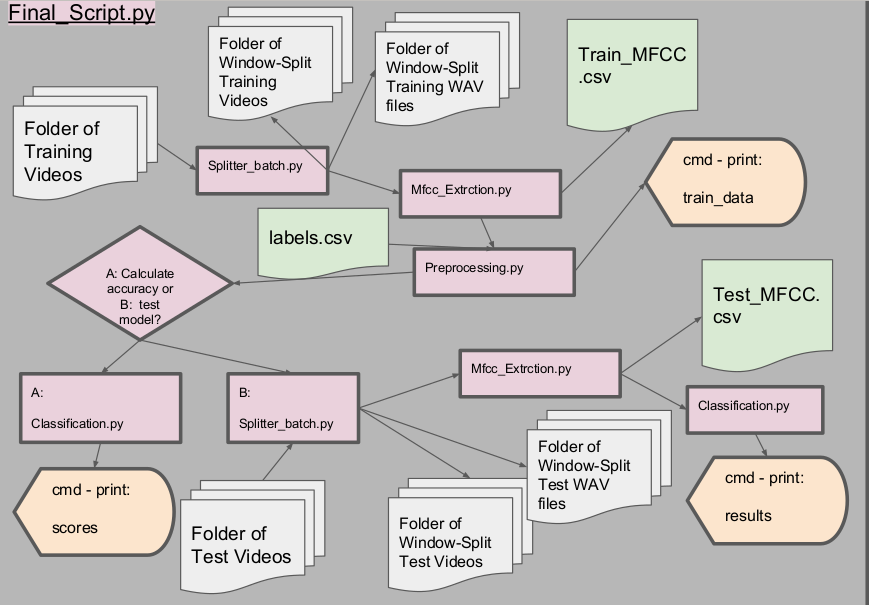 Final_Script.py
Folder of
Window-Split
Training
Videos
Folder of
Window-Split
Training WAV
files
Train_MFCC
.csv
Folder of
Training
Videos
Splitter_batch.py
Mfcc_Extrction.py
cmd - print:
train_data
labels.csv
Preprocessing.py
A: Calculate
accuracy or
B: test
model?
Test_MFCC.
csv
Mfcc_Extrction.py
A:
Classification.py
B:
Splitter_batch.py
Classification.py
Folder of
Window-Split
Test WAV
files
cmd - print:
scores
Folder of
Test Videos
Folder of
Window-Split
Test Videos
cmd - print:
results